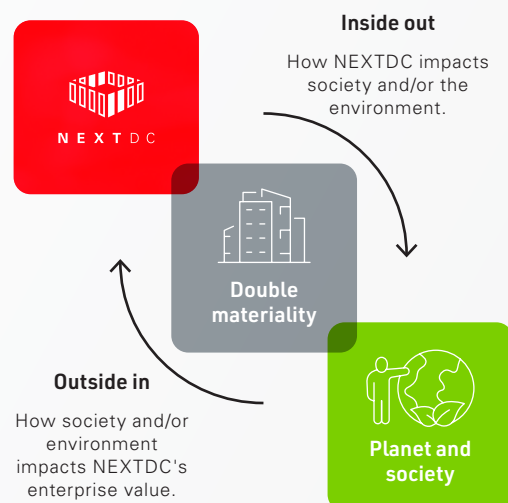 Inside out
How NEXTDC impacts
society and/or the
environment.
NEXTDC
Double
materiality
Outside in
How society and/or
environment
impacts NEXTDC's
enterprise value.
Planet and
society